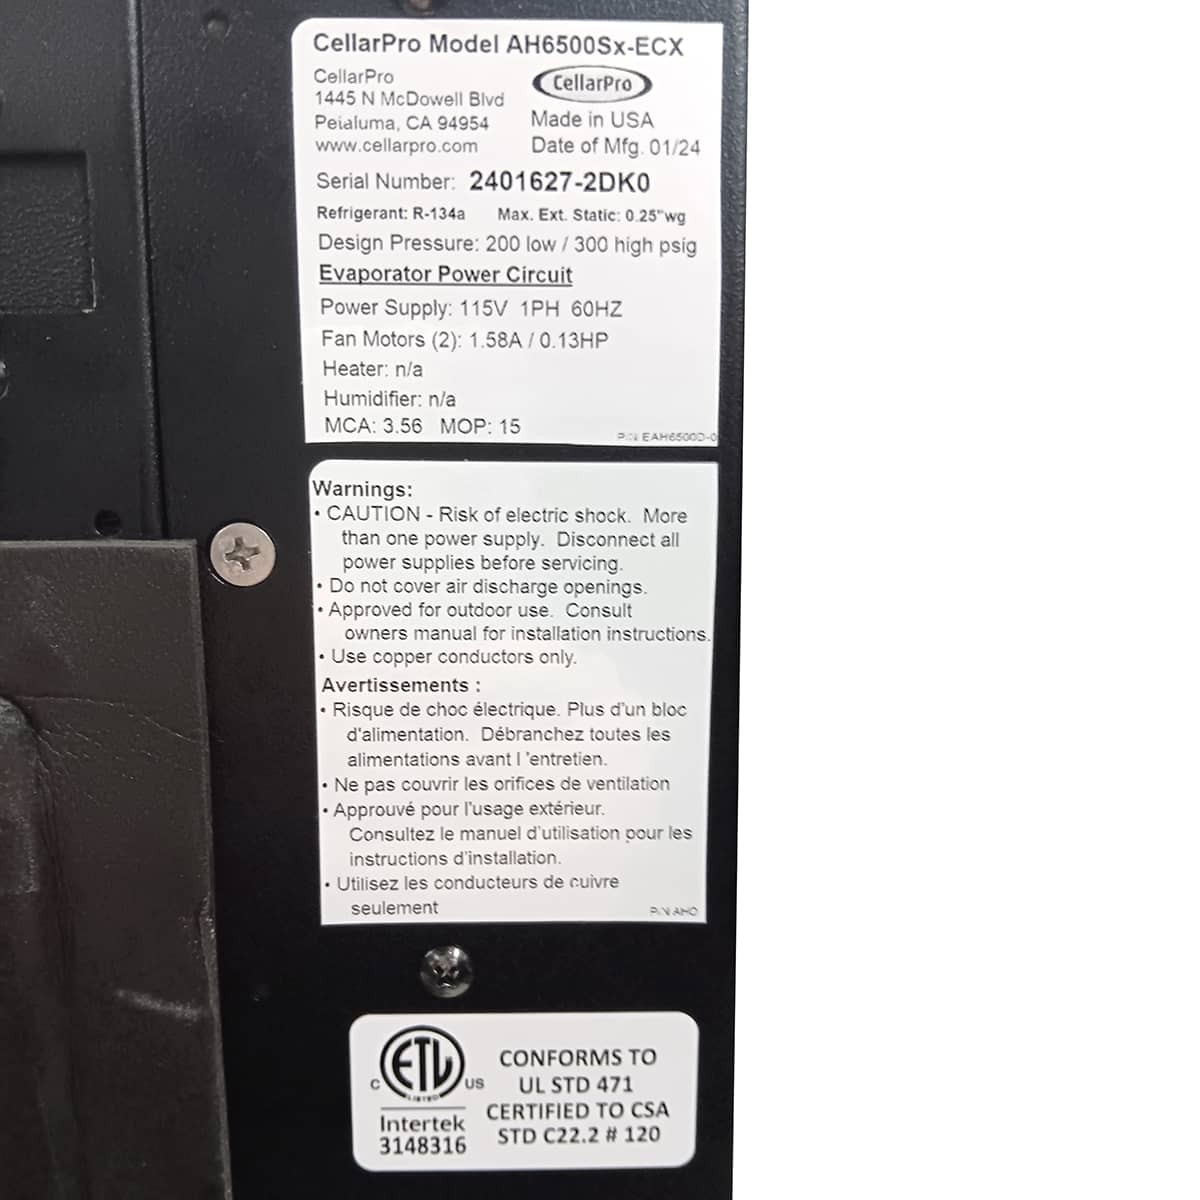 CellarPro Model AH6500Sx-ECX
CellarPro
1445 N McDowell Blvd
Petaluma, CA 94954
www.cellarpro.com
CellarPro
Made in USA
Date of Mfg. 01/24
Serial Number: 2401627-2DK0
Refrigerant: R-134a Max. Ext. Static: 0.25"wg
Design Pressure: 200 low / 300 high psig
Evaporator Power Circuit
Power Supply: 115V 1PH 60HZ
Fan Motors (2): 1.58A / 0.13HP
Heater: n/a
Humidifier: n/a
MCA: 3.56 MOP: 15
P/N EAH6500D-0
Warnings:
• CAUTION - Risk of electric shock. More
than one power supply. Disconnect all
power supplies before servicing.
• Do not cover air discharge openings.
• Approved for outdoor use. Consult
owners manual for installation instructions.
• Use copper conductors only.
Avertissements :
• Risque de choc électrique. Plus d'un bloc
d'alimentation. Débranchez toutes les
alimentations avant l 'entretien.
• Ne pas couvrir les orifices de ventilation
• Approuvé pour l'usage extérieur.
Consultez le manuel d'utilisation pour les
instructions d'installation.
• Utilisez les conducteurs de cuivre
seulement
P/N AHO
C ETL US
LISTED
Intertek
3148316
CONFORMS TO
UL STD 471
CERTIFIED TO CSA
STD C22.2 # 120